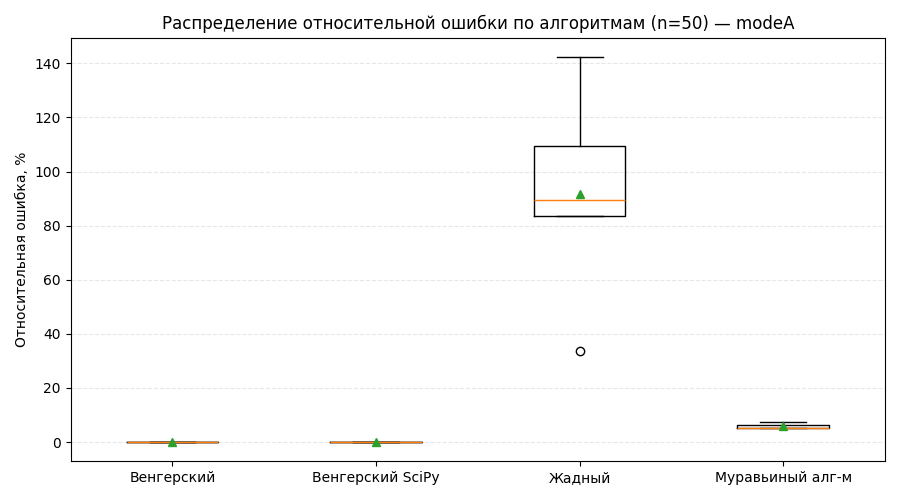 Распределение относительной ошибки по алгоритмам (n=50) — modeA
Относительная ошибка, %
140
120
100
80
60
40
20
0
Венгерский
Венгерский SciPy
Жадный
Муравьиный алг-м